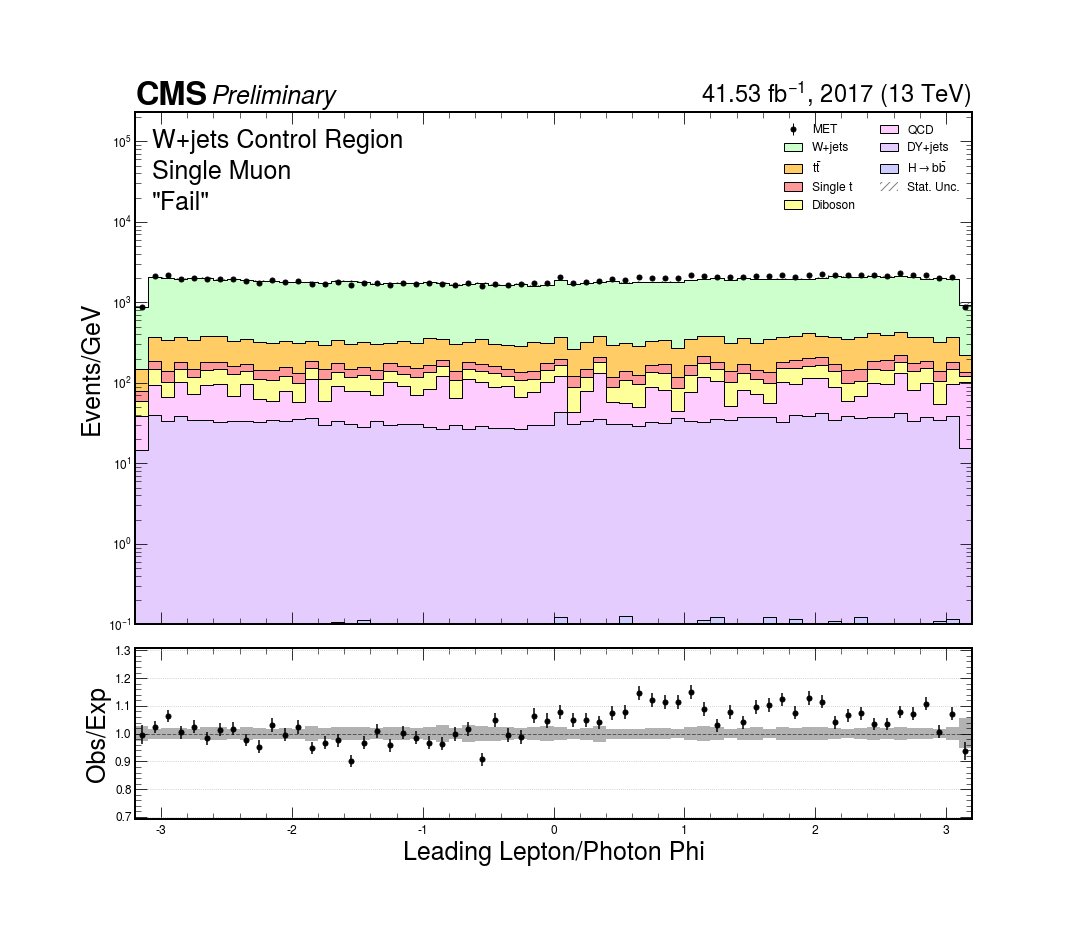 CMS Preliminary
41.53 fb⁻¹, 2017 (13 TeV)
W+jets Control Region
Single Muon
"Fail"
MET
W+jets
tt̄
Single t
Diboson
QCD
DY+jets
H→bb̄
Stat. Unc.
Events/GeV
10⁵
10⁴
10³
10²
10¹
10⁰
10⁻¹
Obs/Exp
1.3
1.2
1.1
1.0
0.9
0.8
0.7
-3 -2 -1 0 1 2 3
Leading Lepton/Photon Phi